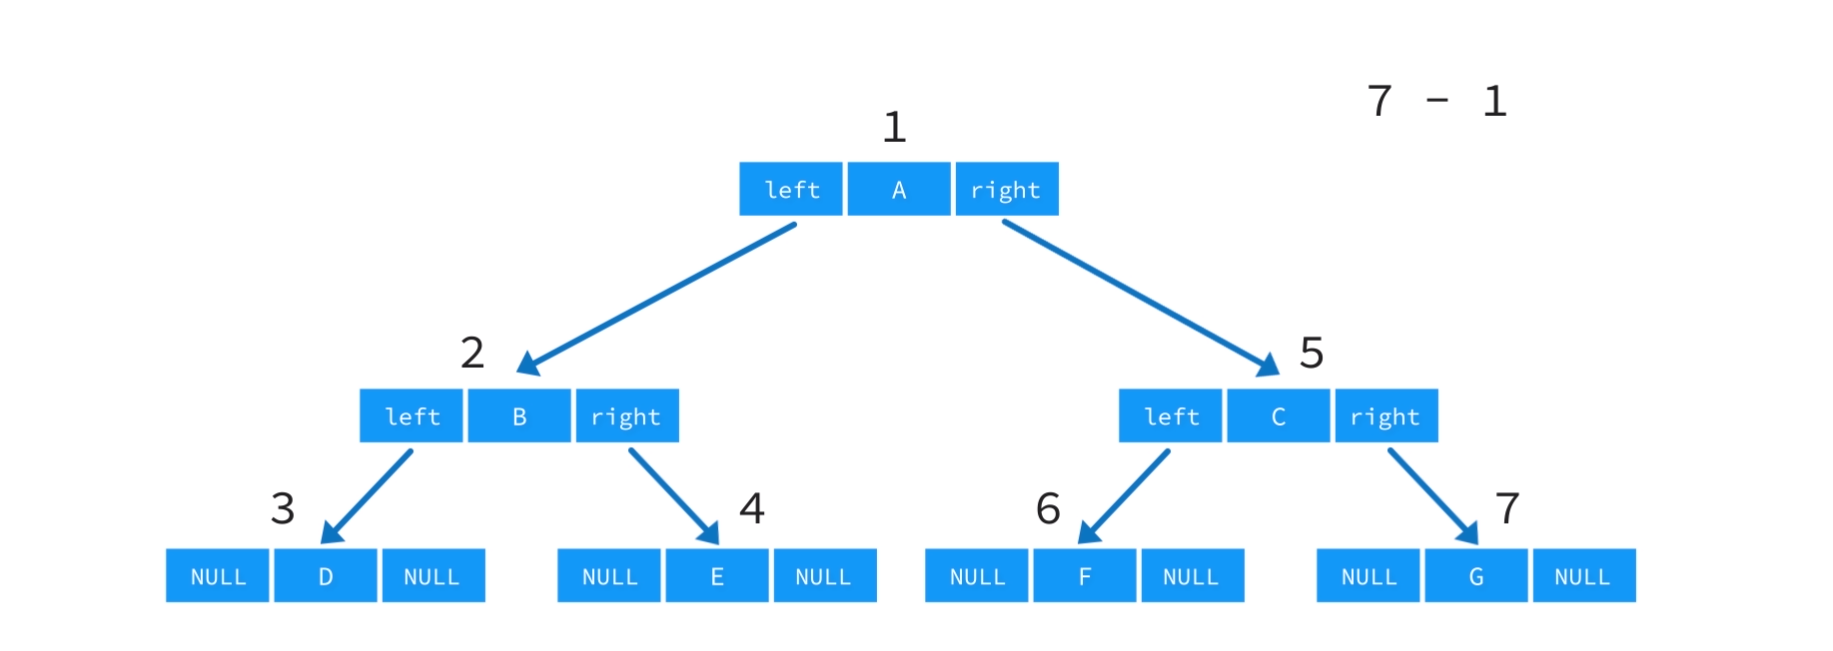 7 - 1
1
left A right
2
5
left B right
left C right
3
4
6
7
NULL D NULL
NULL E NULL
NULL F NULL
NULL G NULL